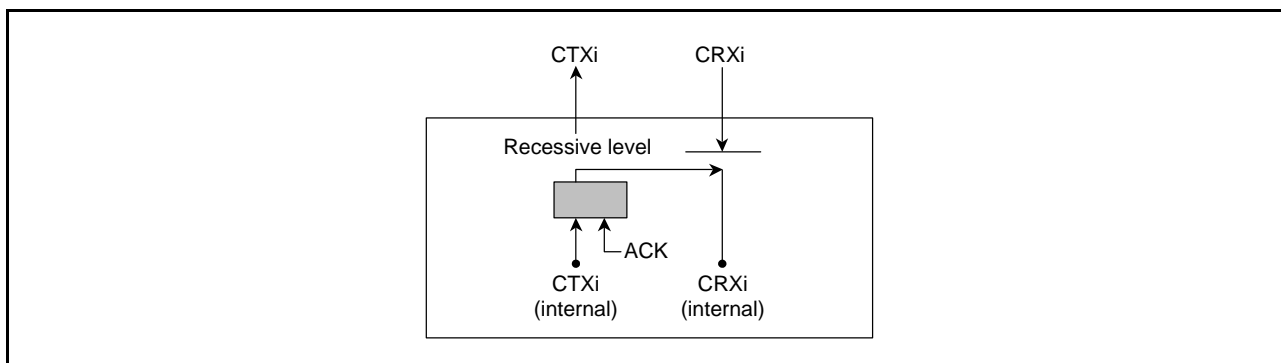 CTXi
CRXi
Recessive level
ACK
CTXi
(internal)
CRXi
(internal)